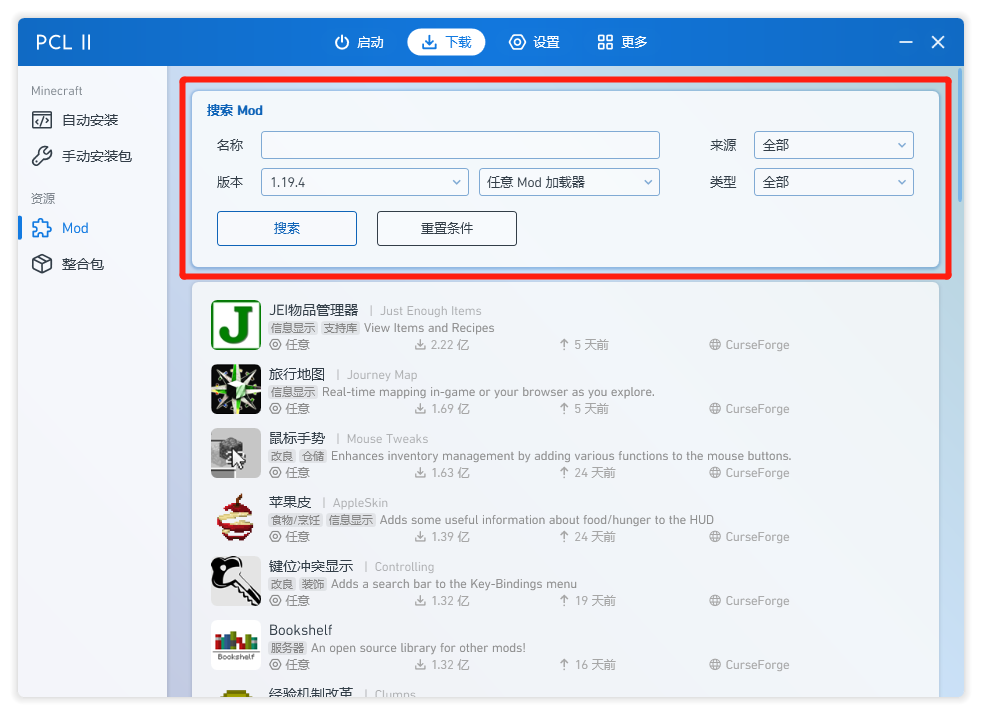 PCL II 启动 下载 设置 更多
Minecraft
自动安装
手动安装包
资源
Mod
整合包
搜索 Mod
名称 来源 全部
版本 1.19.4 任意 Mod 加载器 类型 全部
搜索 重置条件
JEI物品管理器 | Just Enough Items
信息显示 支持库 View Items and Recipes
任意 2.22 亿 5 天前 CurseForge
旅行地图 | Journey Map
信息显示 Real-time mapping in-game or your browser as you explore.
任意 1.69 亿 5 天前 CurseForge
鼠标手势 | Mouse Tweaks
改良 仓储 Enhances inventory management by adding various functions to the mouse buttons.
任意 1.63 亿 24 天前 CurseForge
苹果皮 | AppleSkin
食物/烹饪 信息显示 Adds some useful information about food/hunger to the HUD
任意 1.39 亿 24 天前 CurseForge
键位冲突显示 | Controlling
改良 装饰 Adds a search bar to the Key-Bindings menu
任意 1.32 亿 19 天前 CurseForge
Bookshelf
Bookshelf
服务器 An open source library for other mods!
任意 1.32 亿 16 天前 CurseForge
经验机制改革 | Clumps